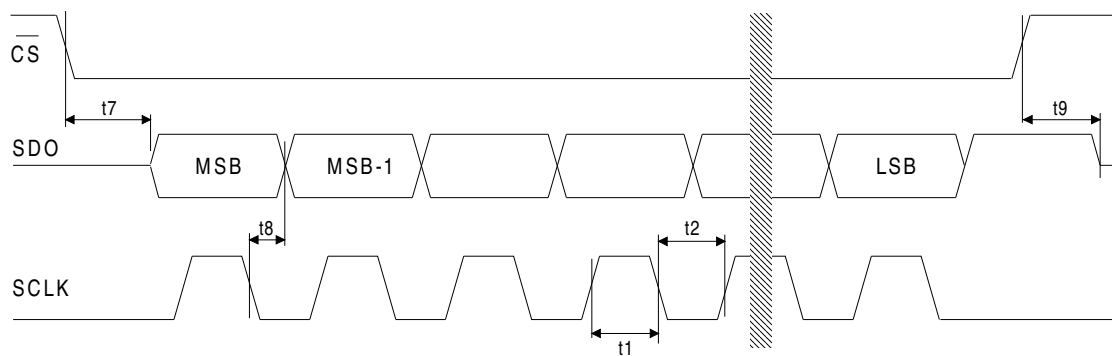 CS
t7
t9
SDO
MSB
MSB-1
LSB
t8
t2
SCLK
t1